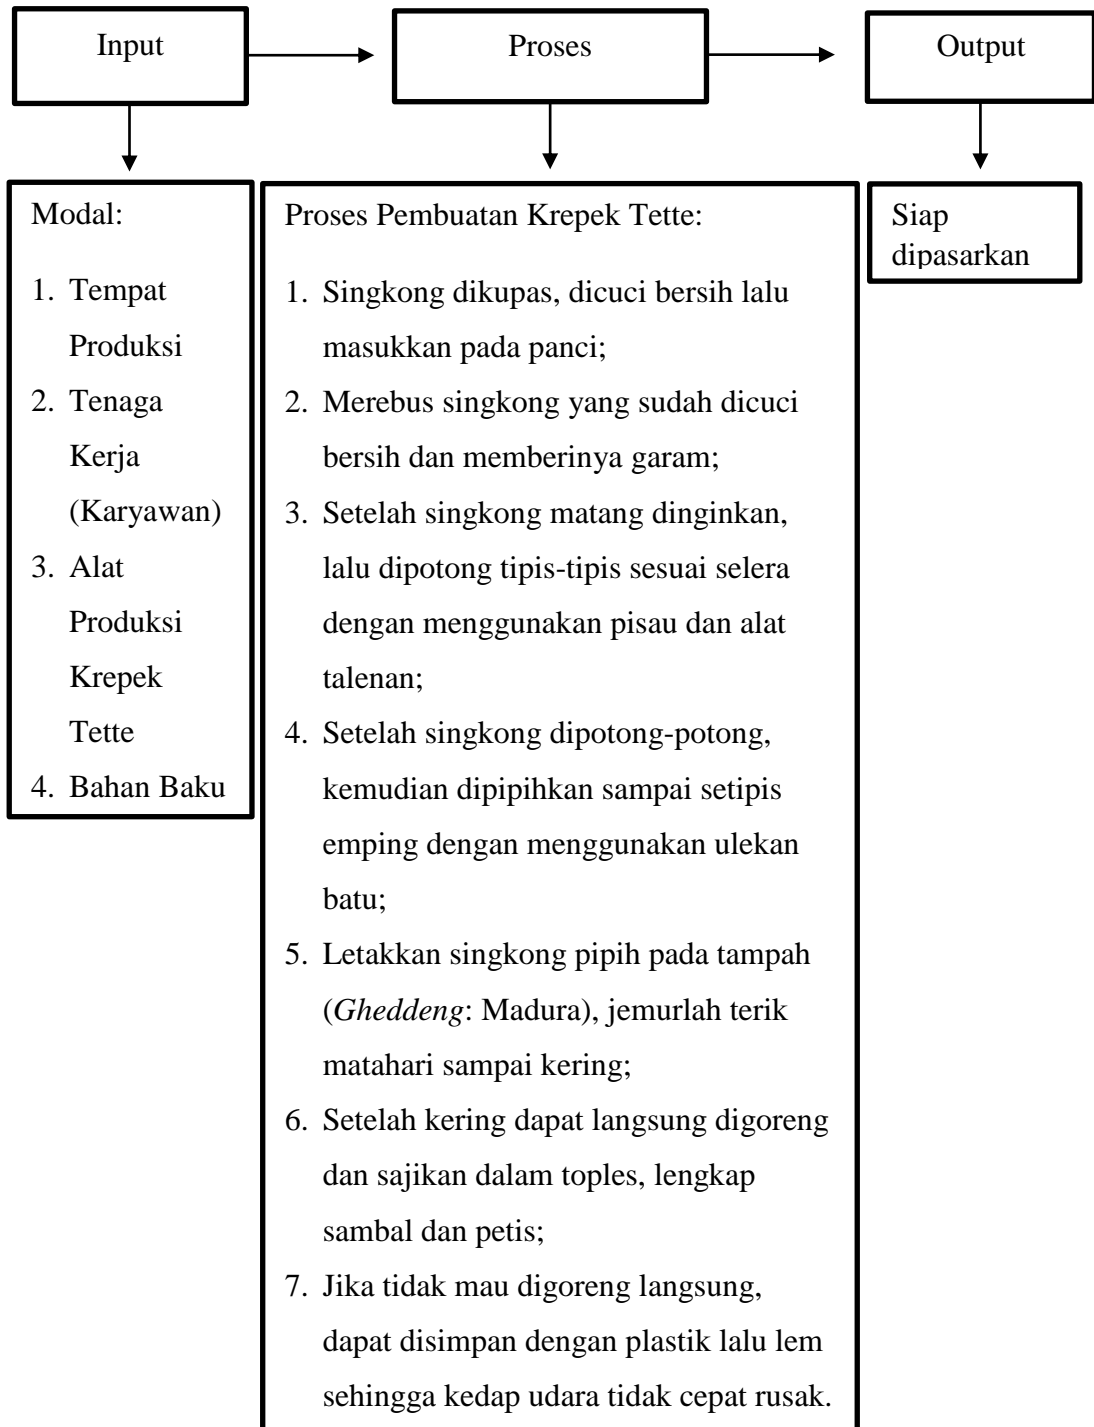 Input
Proses
Output
Modal:
1. Tempat
Produksi
2. Tenaga
Kerja
(Karyawan)
3. Alat
Produksi
Krepek
Tette
4. Bahan Baku
Proses Pembuatan Krepek Tette:
1. Singkong dikupas, dicuci bersih lalu
masukkan pada panci;
2. Merebus singkong yang sudah dicuci
bersih dan memberinya garam;
3. Setelah singkong matang dinginkan,
lalu dipotong tipis-tipis sesuai selera
dengan menggunakan pisau dan alat
talenan;
4. Setelah singkong dipotong-potong,
kemudian dipipihkan sampai setipis
emping dengan menggunakan ulekan
batu;
5. Letakkan singkong pipih pada tampah
(Gheddeng: Madura), jemurlah terik
matahari sampai kering;
6. Setelah kering dapat langsung digoreng
dan sajikan dalam toples, lengkap
sambal dan petis;
7. Jika tidak mau digoreng langsung,
dapat disimpan dengan plastik lalu lem
sehingga kedap udara tidak cepat rusak.
Siap
dipasarkan